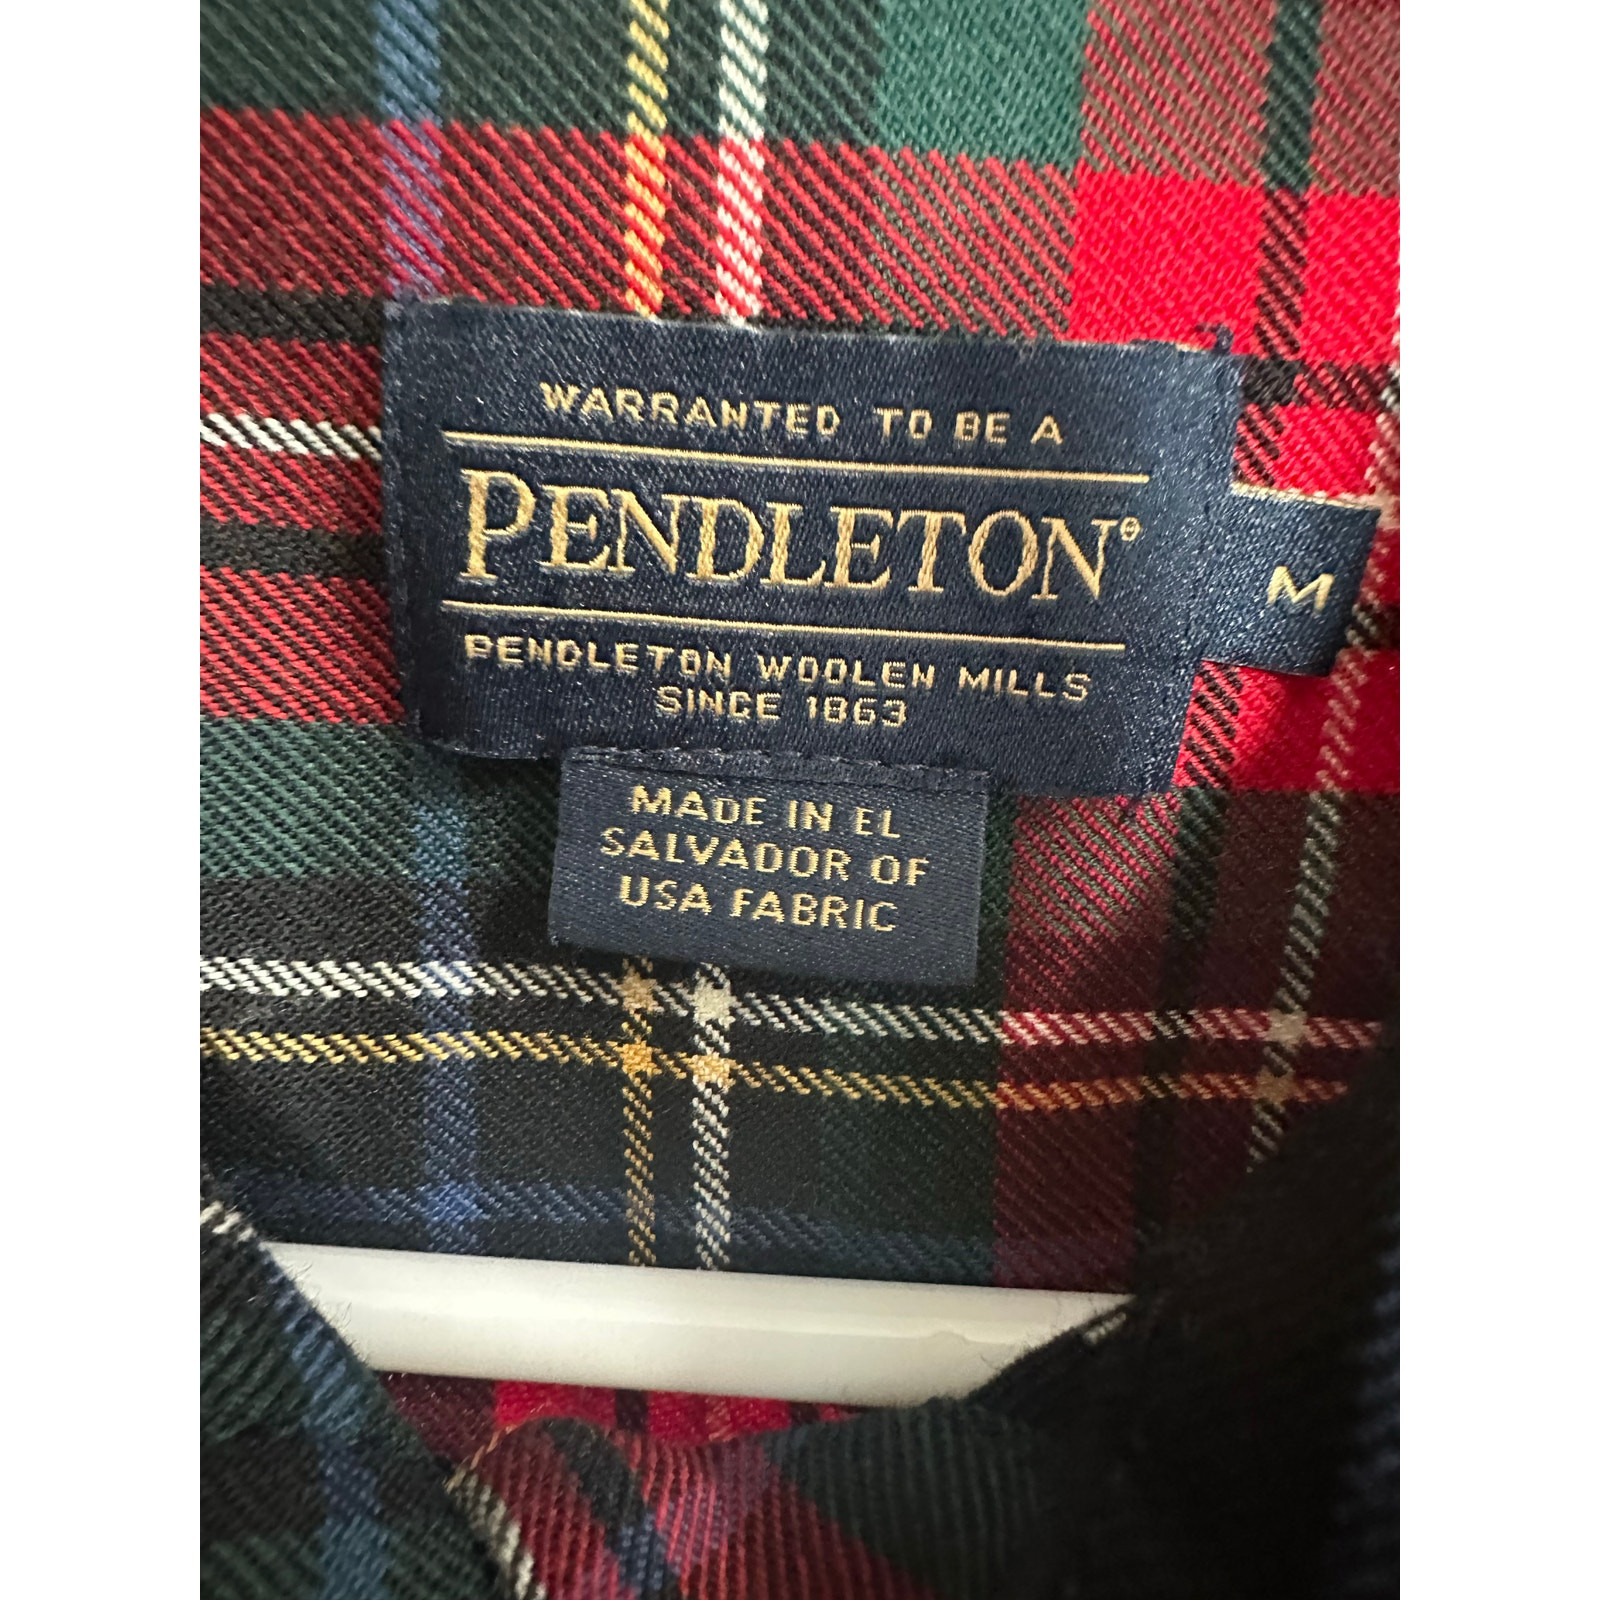 WARRANTED TO BE A
PENDLETON®
PENDLETON WOOLEN MILLS
SINCE 1863
M
MADE IN EL
SALVADOR OF
USA FABRIC